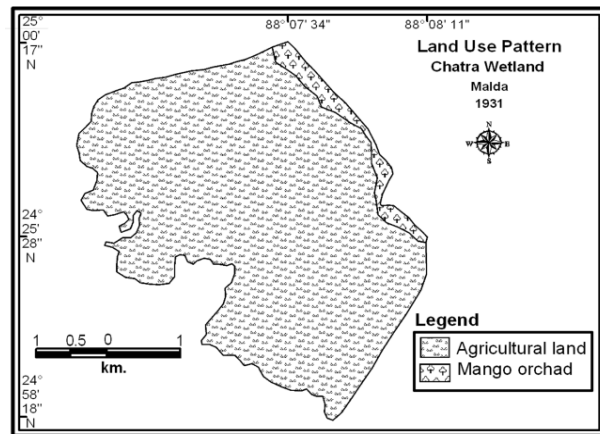 88° 07' 34" 88° 08' 11"
25°
00'
17"
N
Land Use Pattern
Chatra Wetland
Malda
1931
N
W E
S
24°
25'
28"
N
1 0.5 0 1
km.
24°
58'
18"
N
Legend
Agricultural land
Mango orchad